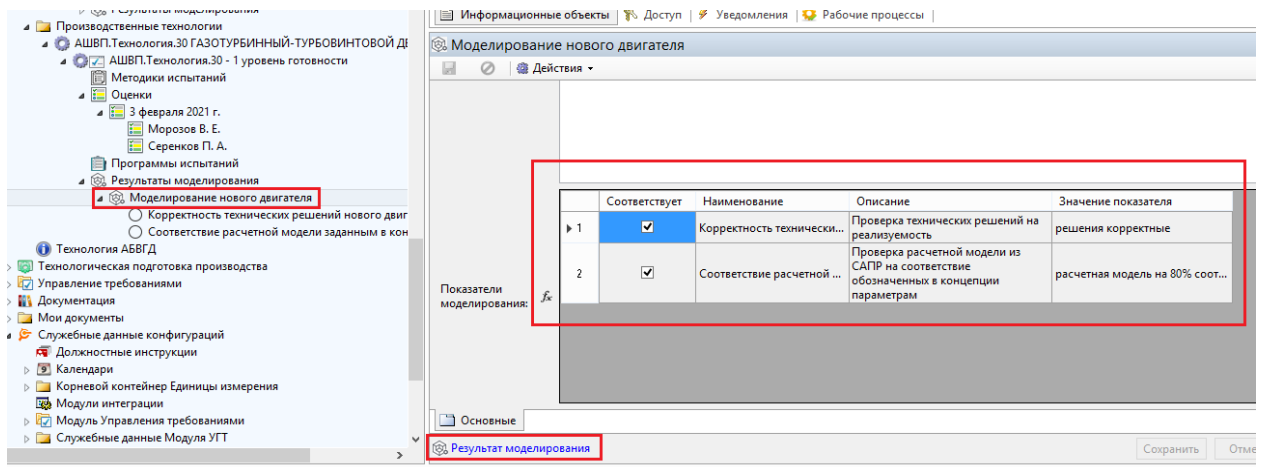 Результаты моделирования
Производственные технологии
АШВП.Технология.30 ГАЗОТУРБИННЫЙ-ТУРБОВИНТОВОЙ
АШВП.Технология.30 - 1 уровень готовности
Методики испытаний
Оценки
3 февраля 2021 г.
Морозов В. Е.
Серенков П. А.
Программы испытаний
Результаты моделирования
Моделирование нового двигателя
Корректность технических решений нового двиг
Соответствие расчетной модели заданным в кон
Технология АБВГД
Технологическая подготовка производства
Управление требованиями
Документация
Мои документы
Служебные данные конфигураций
Должностные инструкции
Календари
Корневой контейнер Единицы измерения
Модули интеграции
Модуль Управления требованиями
Служебные данные Модуля УГТ
Информационные объекты Доступ Уведомления Рабочие процессы
Моделирование нового двигателя
Действия
Показатели
моделирования:
Соответствует Наименование Описание Значение показателя
1 Корректность технически... Проверка технических решений на
реализуемость
решения корректные
2 Соответствие расчетной ... Проверка расчетной модели из
САПР на соответствие
обозначенных в концепции
параметрам
расчетная модель на 80% соот...
Основные
Результат моделирования
Сохранить Отме